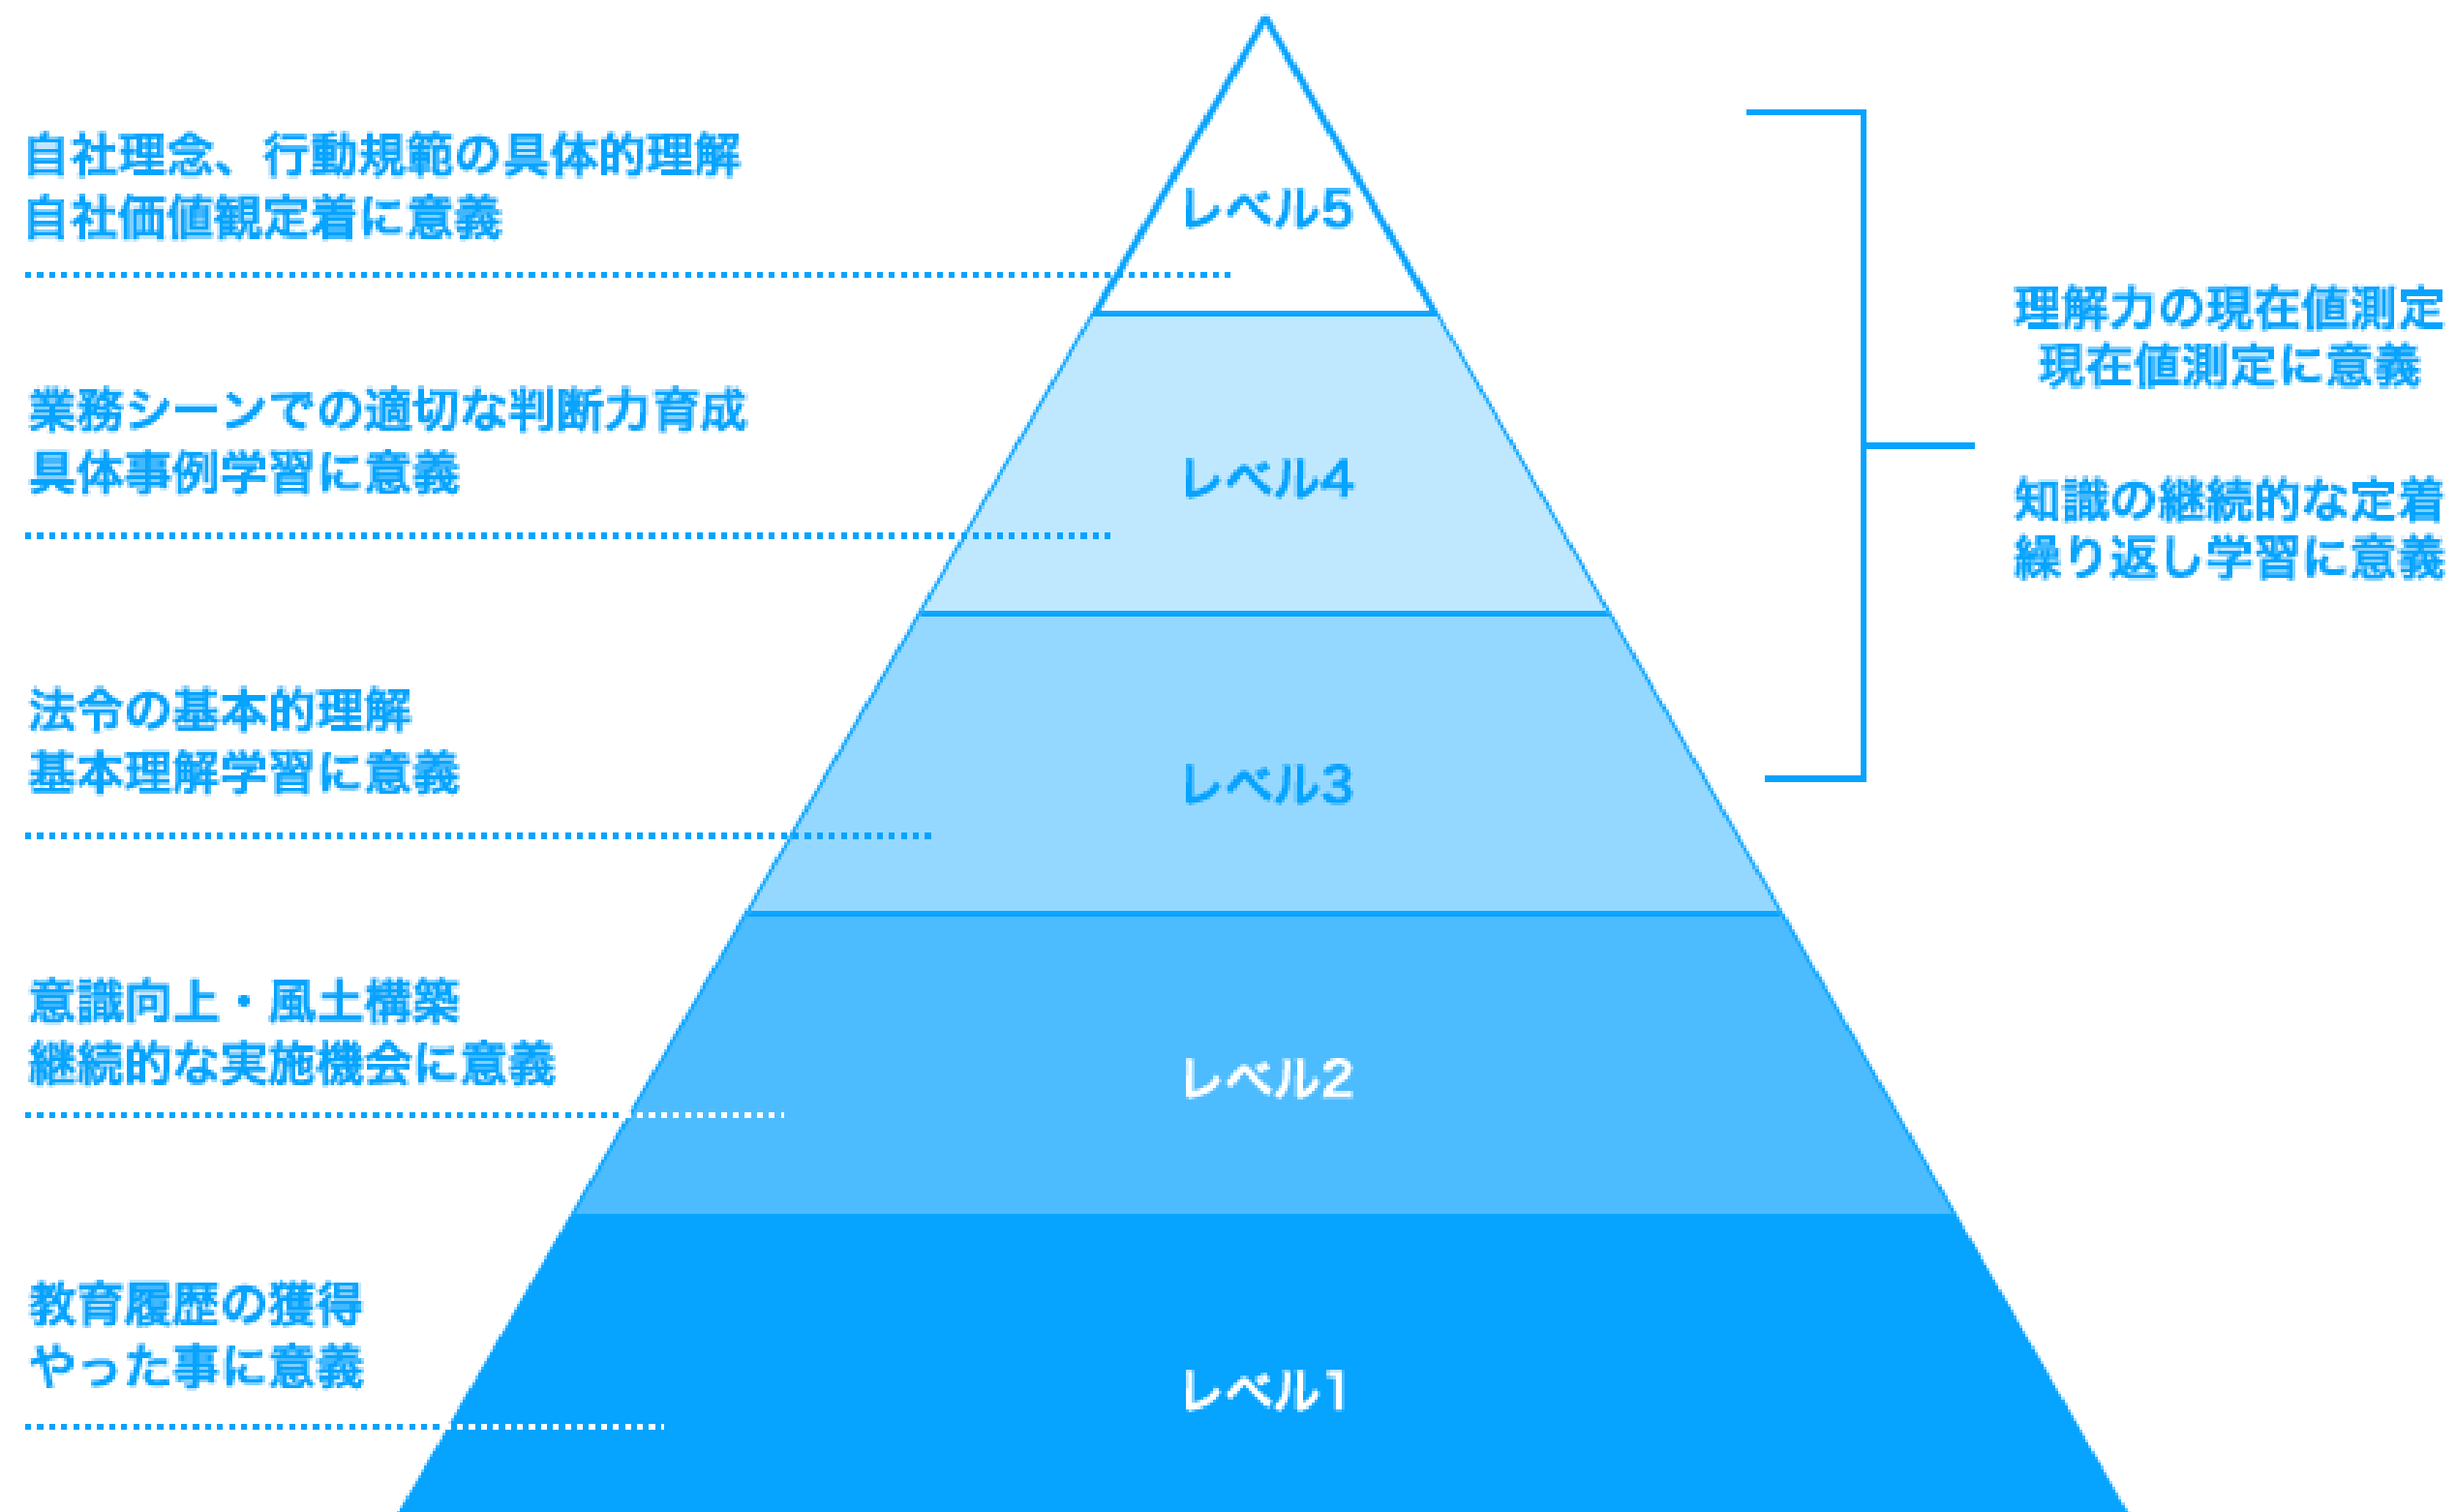 自社理念、行動規範の具体的理解
自社価値観定着に意義
レベル5
理解力の現在値測定
現在値測定に意義
業務シーンでの適切な判断力育成
具体事例学習に意義
レベル4
知識の継続的な定着
繰り返し学習に意義
法令の基本的理解
基本理解学習に意義
レベル3
意識向上・風土構築
継続的な実施機会に意義
レベル2
教育履歴の獲得
やった事に意義
レベル1